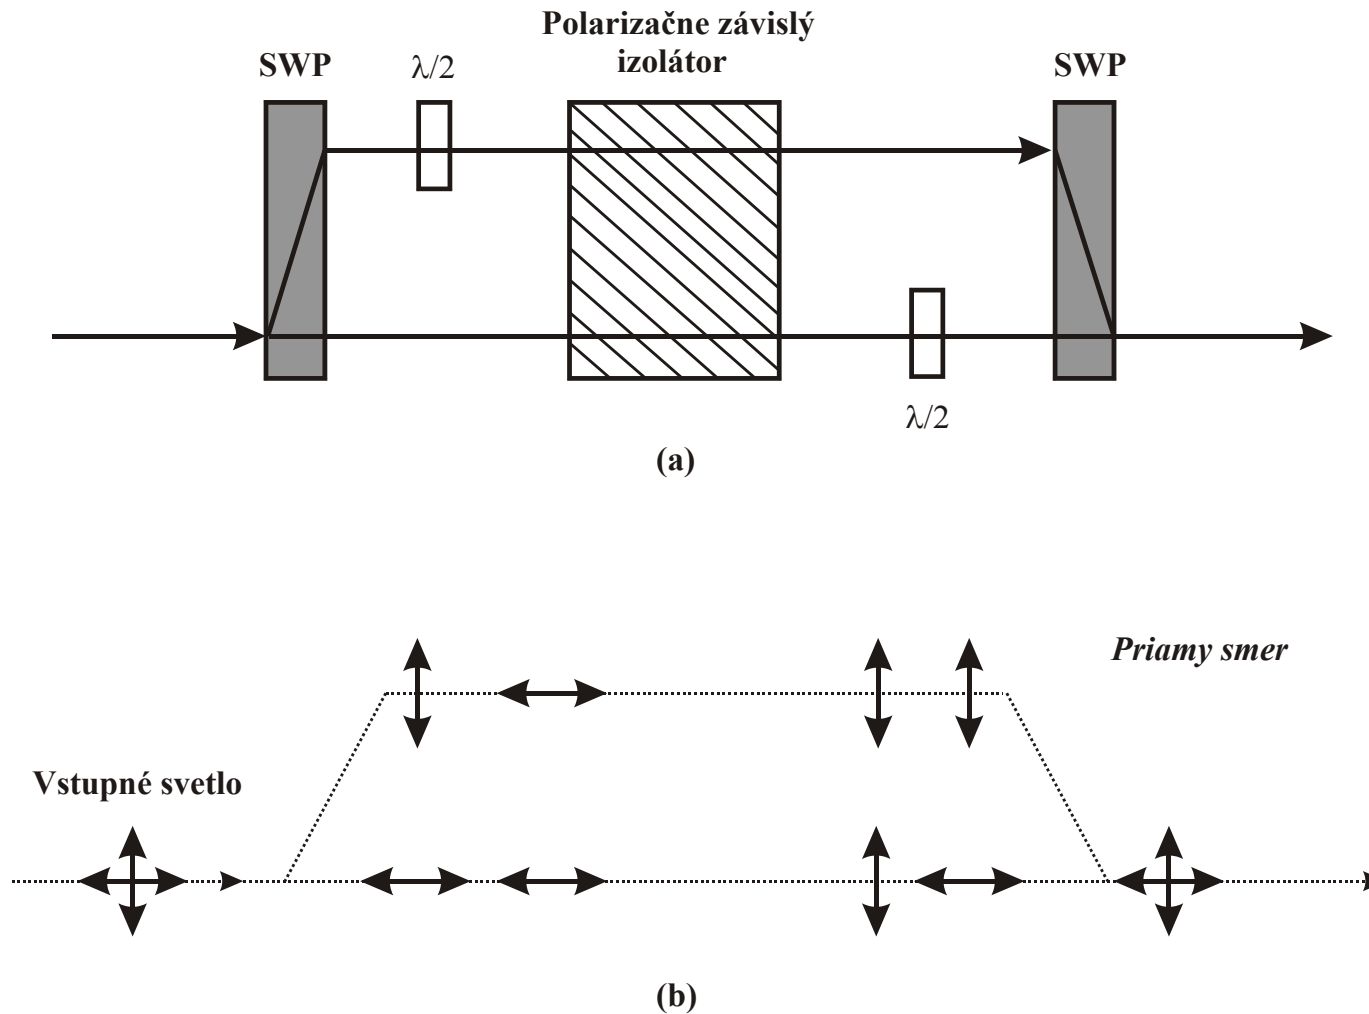 Polarizačne závislý
izolátor
SWP
λ/2
SWP
λ/2
(a)
Priamy smer
Vstupné svetlo
(b)